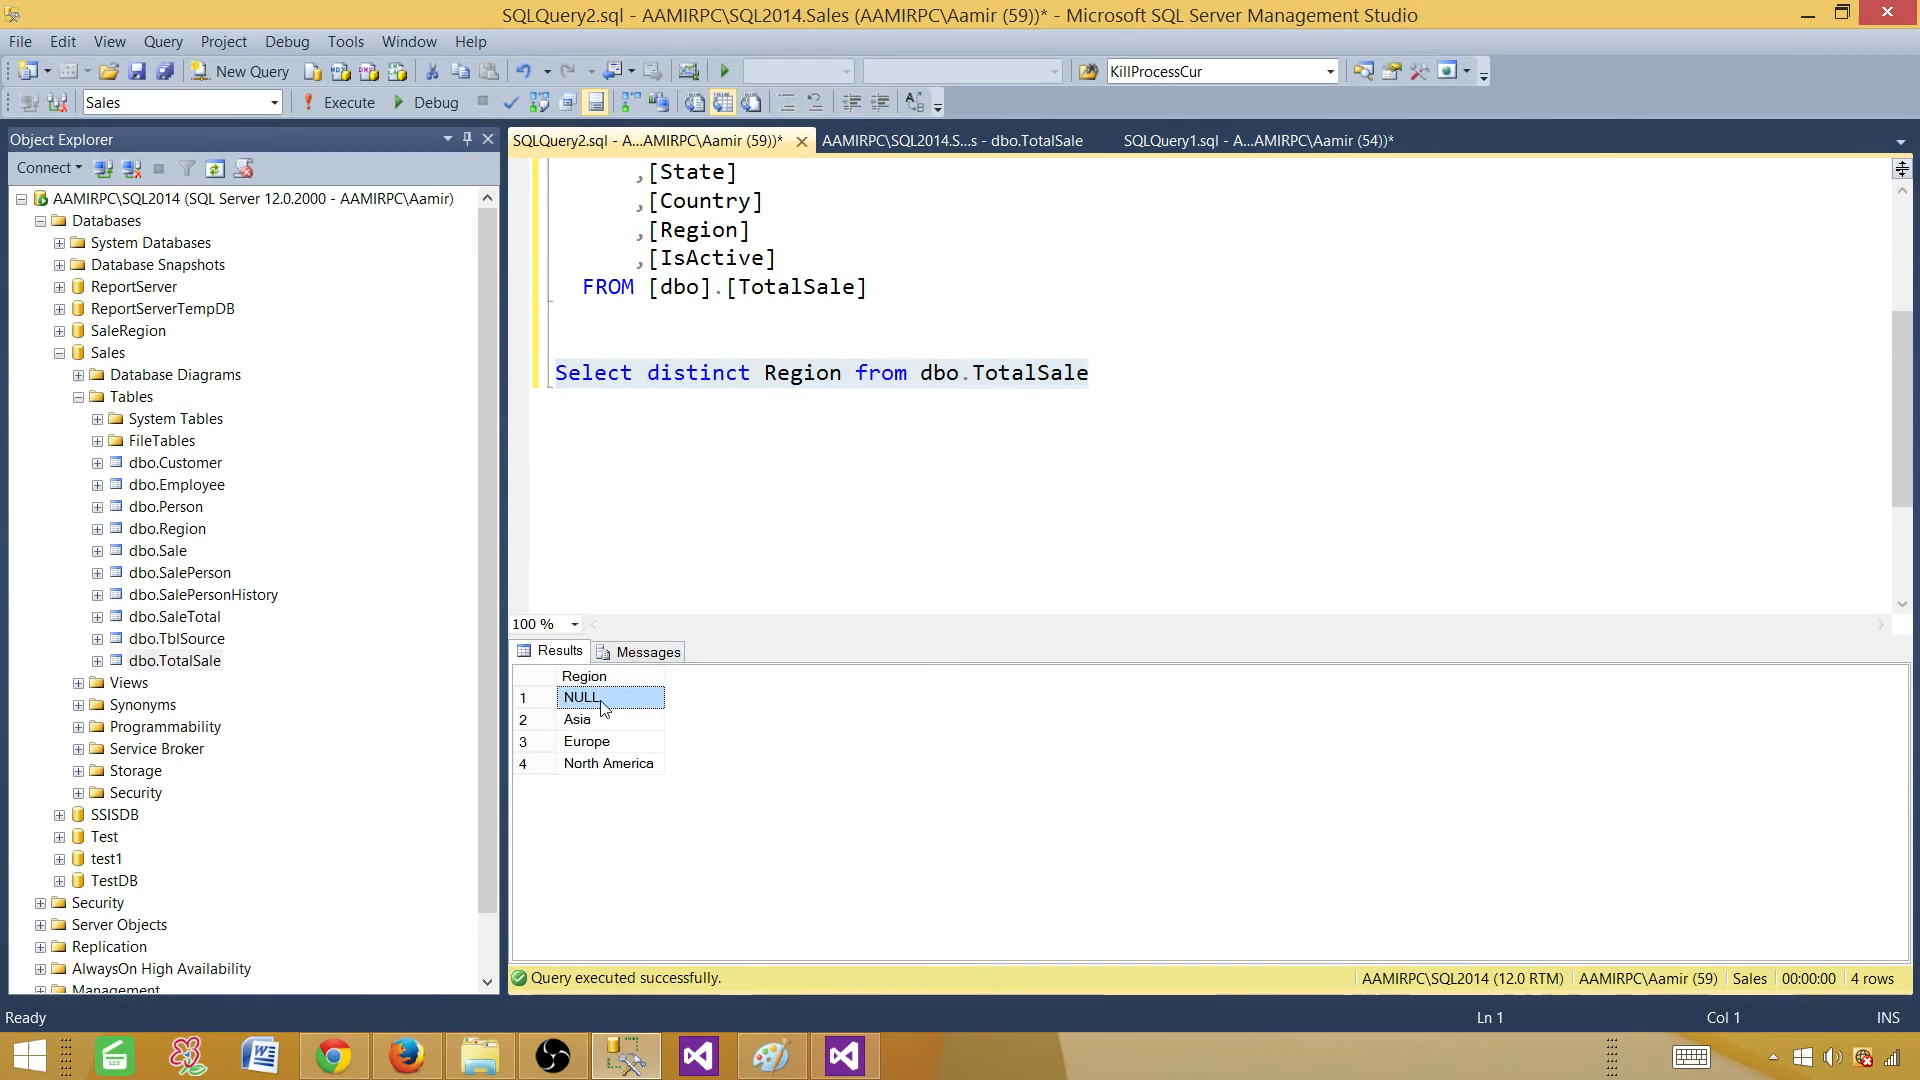 SQLQuery2.sql - AAMIRPC\SQL2014.Sales (AAMIRPC\Aamir (59))* - Microsoft SQL Server Management Studio
File Edit View Query Project Debug Tools Window Help
New Query KillProcessCur
Sales Execute Debug
Object Explorer
SQLQuery2.sql - A...AMIRPC\Aamir (59))* AAMIRPC\SQL2014.S...s - dbo.TotalSale SQLQuery1.sql - A...AMIRPC\Aamir (54))*
Connect
AAMIRPC\SQL2014 (SQL Server 12.0.2000 - AAMIRPC\Aamir)
Databases
System Databases
Database Snapshots
ReportServer
ReportServerTempDB
SaleRegion
Sales
Database Diagrams
Tables
System Tables
FileTables
dbo.Customer
dbo.Employee
dbo.Person
dbo.Region
dbo.Sale
dbo.SalePerson
dbo.SalePersonHistory
dbo.SaleTotal
dbo.TblSource
dbo.TotalSale
Views
Synonyms
Programmability
Service Broker
Storage
Security
SSISDB
Test
test1
TestDB
Security
Server Objects
Replication
AlwaysOn High Availability
Management
,[State]
,[Country]
,[Region]
,[IsActive]
FROM [dbo].[TotalSale]
Select distinct Region from dbo.TotalSale
100 %
Results Messages
Region
1 NULL
2 Asia
3 Europe
4 North America
Query executed successfully. AAMIRPC\SQL2014 (12.0 RTM) AAMIRPC\Aamir (59) Sales 00:00:00 4 rows
Ready Ln 1 Col 1 INS